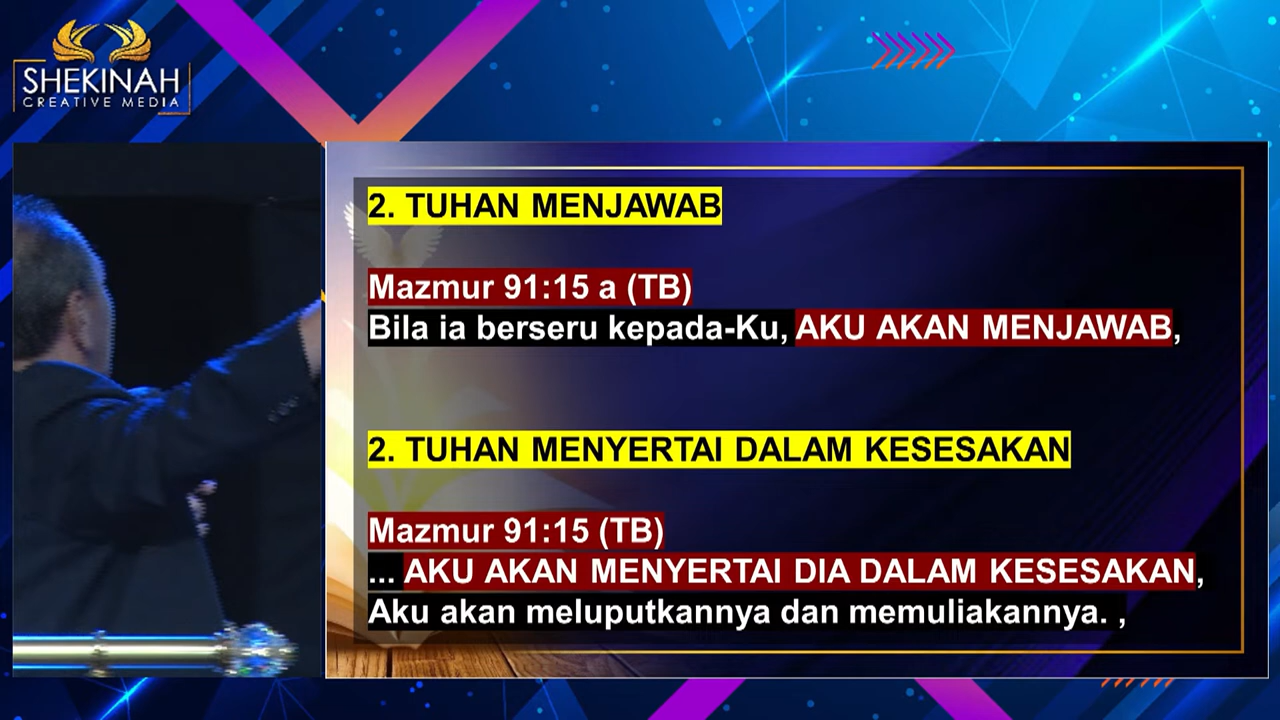 SHEKINAH
CREATIVE MEDIA
2. TUHAN MENJAWAB
Mazmur 91:15 a (TB)
Bila ia berseru kepada-Ku, AKU AKAN MENJAWAB,
2. TUHAN MENYERTAI DALAM KESESAKAN
Mazmur 91:15 (TB)
... AKU AKAN MENYERTAI DIA DALAM KESESAKAN,
Aku akan meluputkannya dan memuliakannya. ,